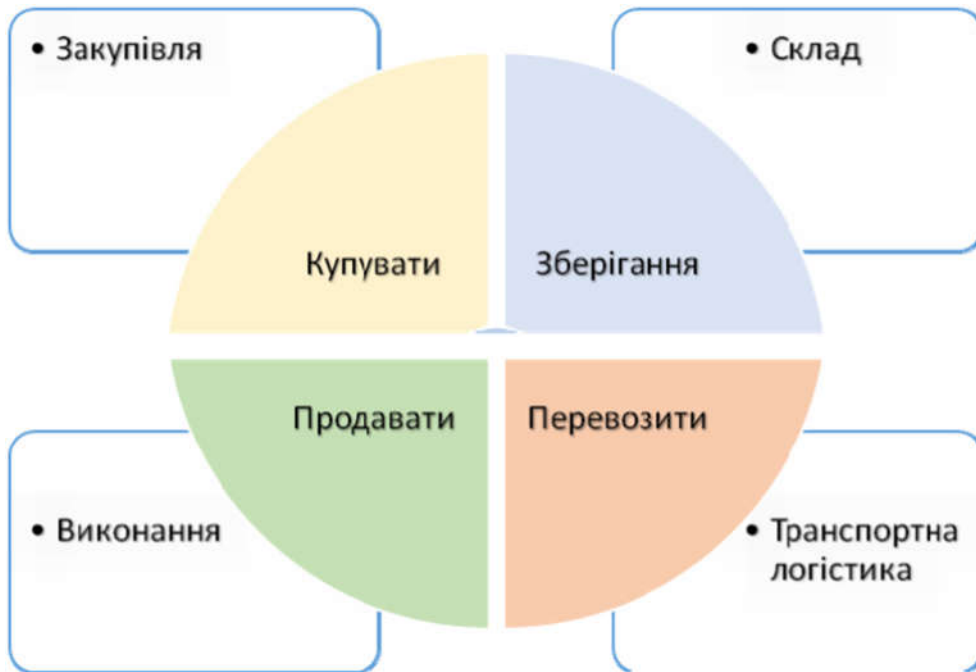 • Закупівля
• Склад
Купувати
Зберігання
Продавати
Перевозити
• Виконання
• Транспортна
логістика